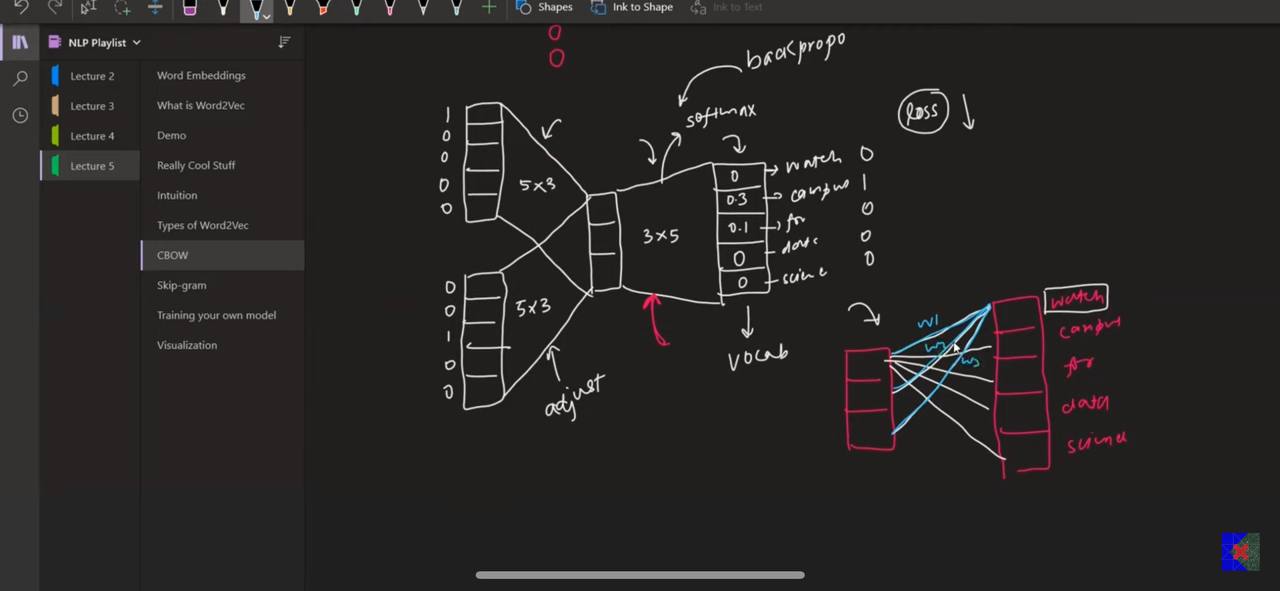 Shapes
Ink to Shape
Ink to Text
NLP Playlist
Lecture 2
Lecture 3
Lecture 4
Lecture 5
Word Embeddings
What is Word2Vec
Demo
Really Cool Stuff
Intuition
Types of Word2Vec
CBOW
Skip-gram
Training your own model
Visualization
0
0
backpropo
softmax
loss
1
0
0
0
0
5x3
0
0
1
0
0
5x3
adjust
3x5
0
0.3
0.1
0
0
watch 0
campus 1
for 0
data 0
science 0
vocab
w1
w2
w3
watch
campus
for
data
science